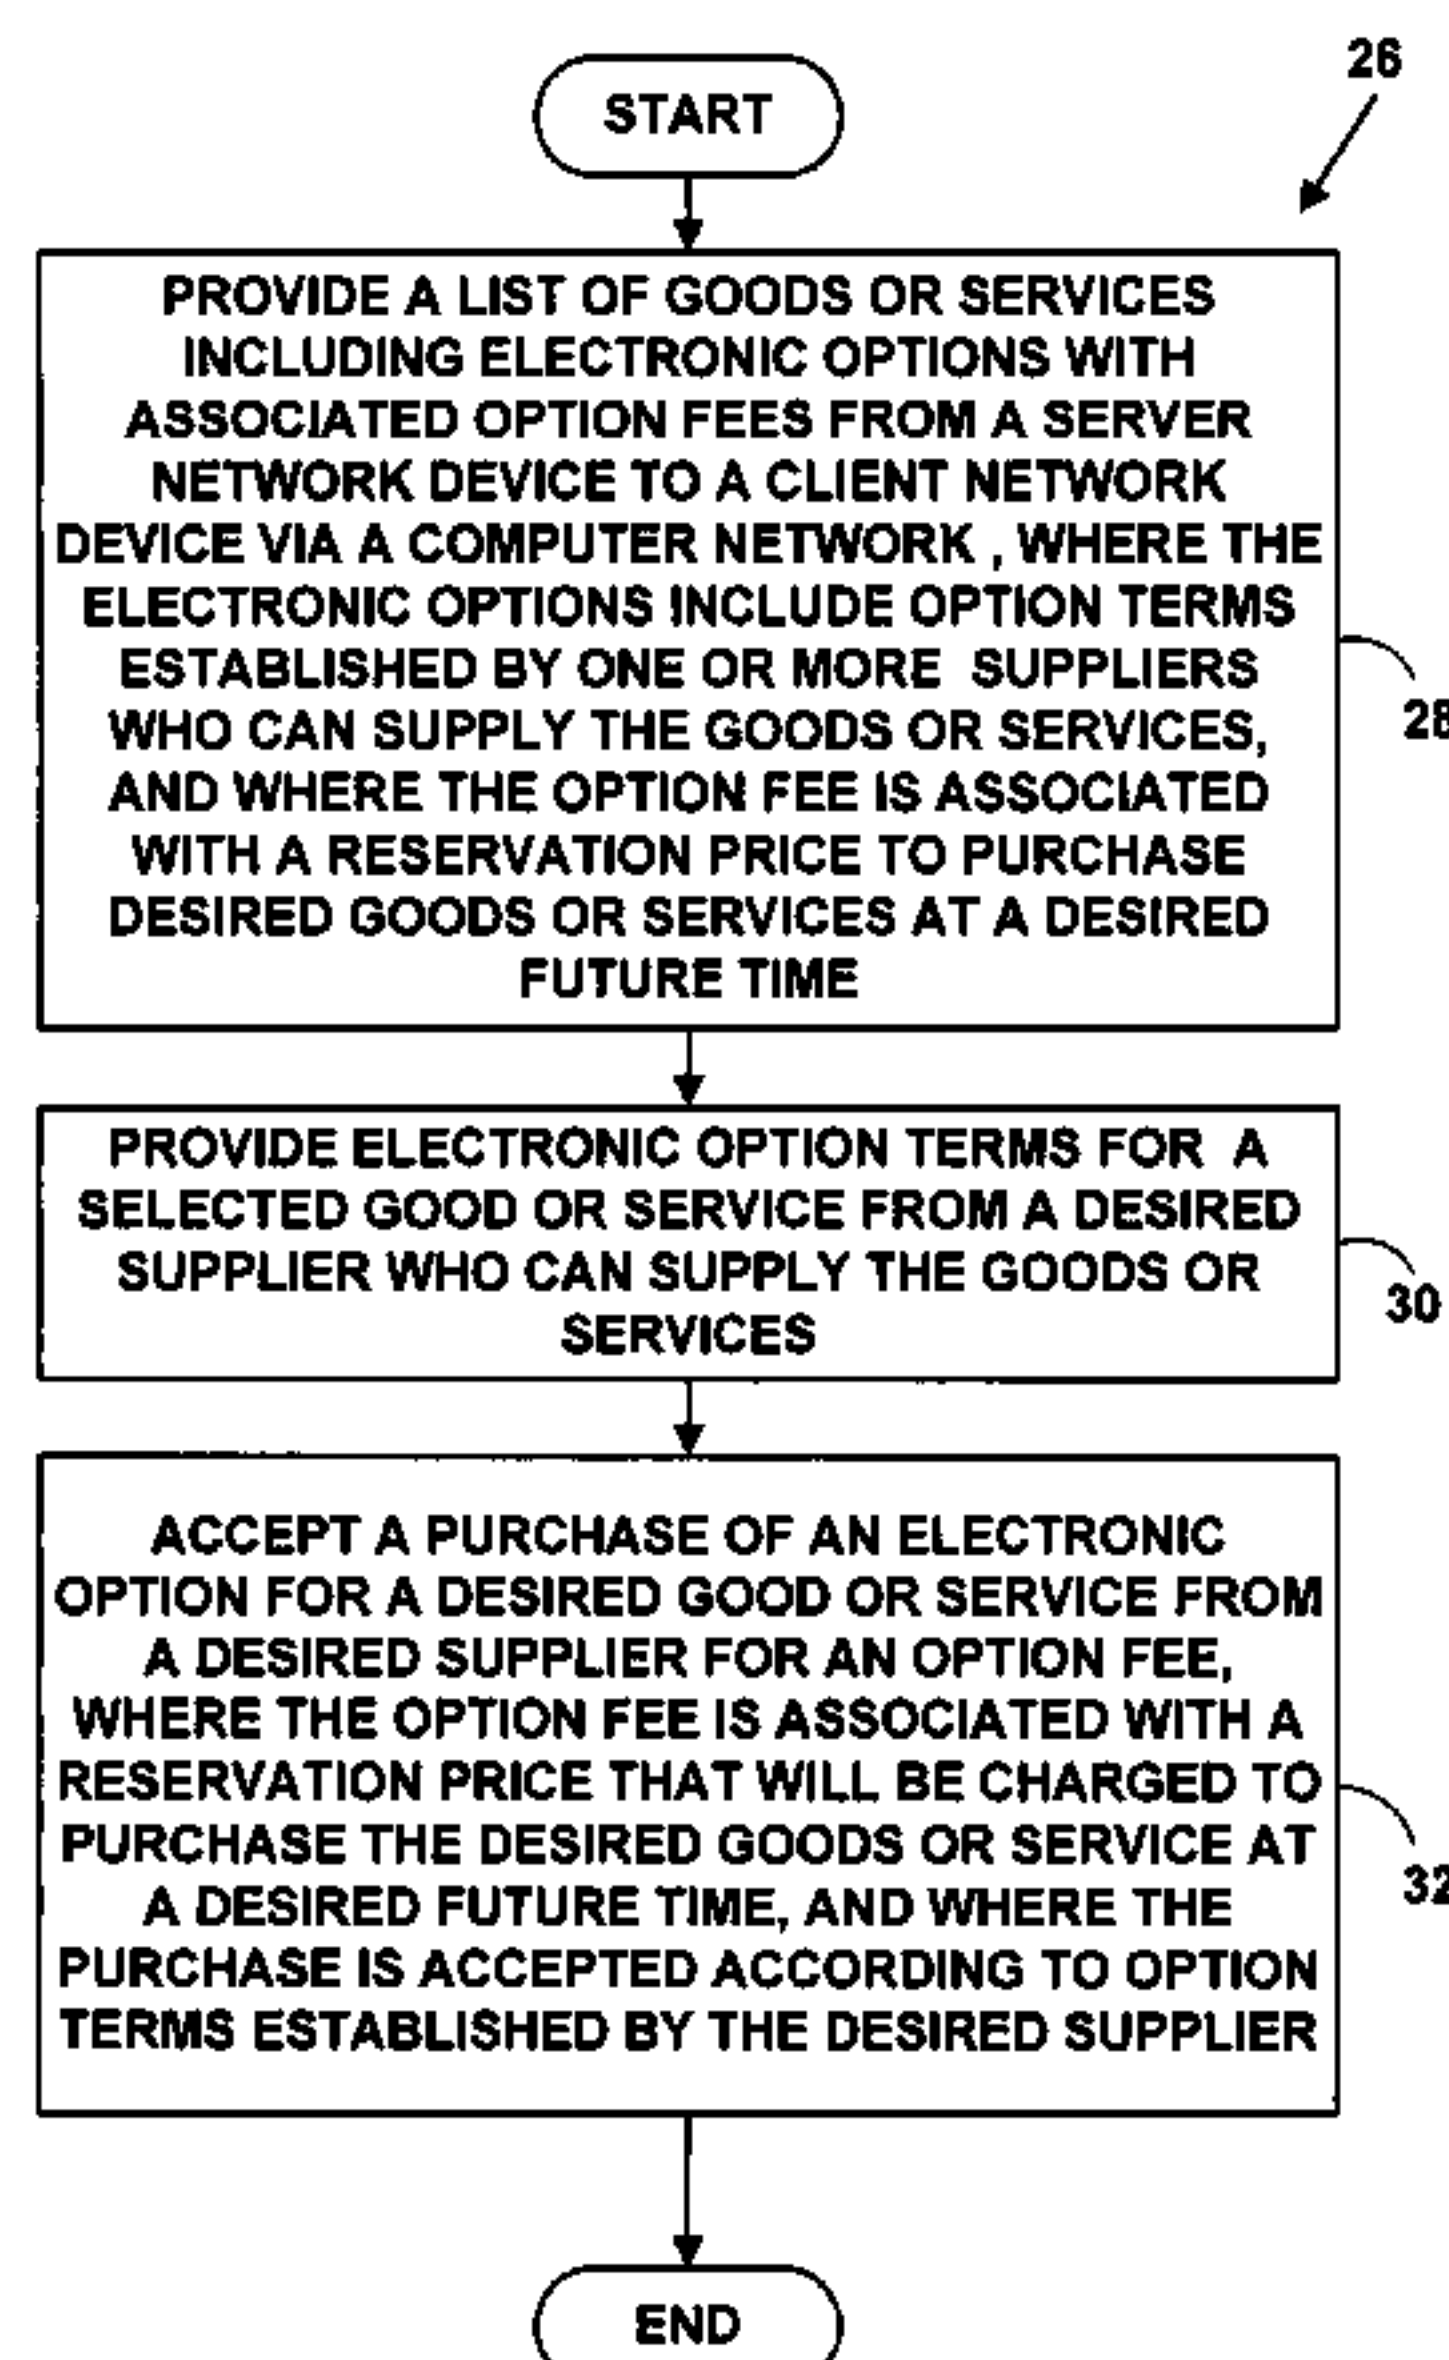 26
START
PROVIDE A LIST OF GOODS OR SERVICES
INCLUDING ELECTRONIC OPTIONS WITH
ASSOCIATED OPTION FEES FROM A SERVER
NETWORK DEVICE TO A CLIENT NETWORK
DEVICE VIA A COMPUTER NETWORK , WHERE THE
ELECTRONIC OPTIONS INCLUDE OPTION TERMS
ESTABLISHED BY ONE OR MORE SUPPLIERS
WHO CAN SUPPLY THE GOODS OR SERVICES,
AND WHERE THE OPTION FEE IS ASSOCIATED
WITH A RESERVATION PRICE TO PURCHASE
DESIRED GOODS OR SERVICES AT A DESIRED
FUTURE TIME
28
PROVIDE ELECTRONIC OPTION TERMS FOR A
SELECTED GOOD OR SERVICE FROM A DESIRED
SUPPLIER WHO CAN SUPPLY THE GOODS OR
SERVICES
30
ACCEPT A PURCHASE OF AN ELECTRONIC
OPTION FOR A DESIRED GOOD OR SERVICE FROM
A DESIRED SUPPLIER FOR AN OPTION FEE,
WHERE THE OPTION FEE IS ASSOCIATED WITH A
RESERVATION PRICE THAT WILL BE CHARGED TO
PURCHASE THE DESIRED GOODS OR SERVICE AT
A DESIRED FUTURE TIME, AND WHERE THE
PURCHASE IS ACCEPTED ACCORDING TO OPTION
TERMS ESTABLISHED BY THE DESIRED SUPPLIER
32
END